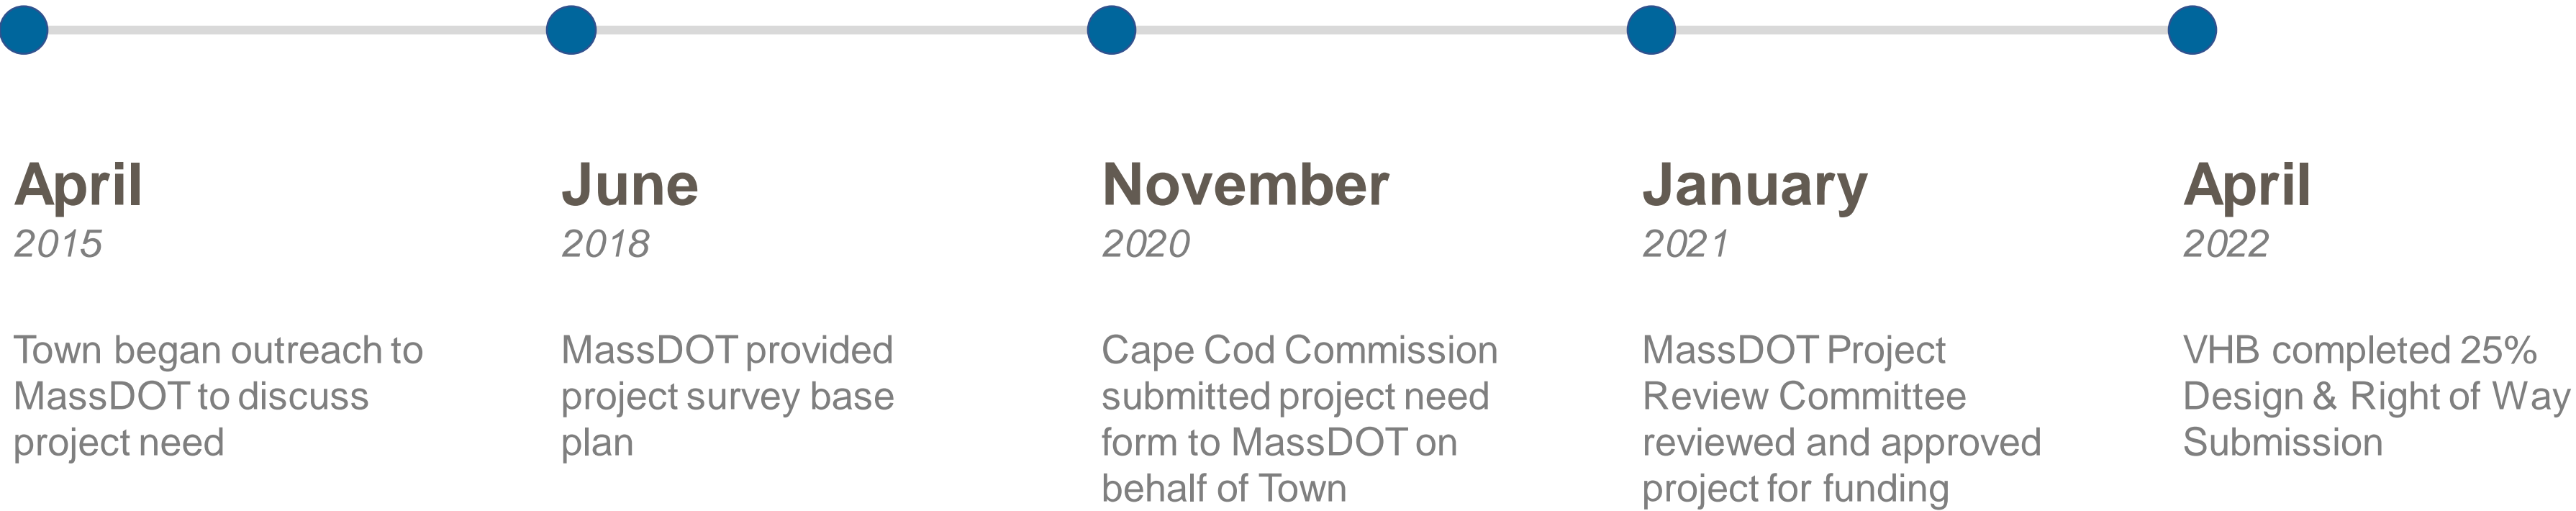 April
2015
Town began outreach to
MassDOT to discuss
project need
June
2018
MassDOT provided
project survey base
plan
November
2020
Cape Cod Commission
submitted project need
form to MassDOT on
behalf of Town
January
2021
MassDOT Project
Review Committee
reviewed and approved
project for funding
April
2022
VHB completed 25%
Design & Right of Way
Submission